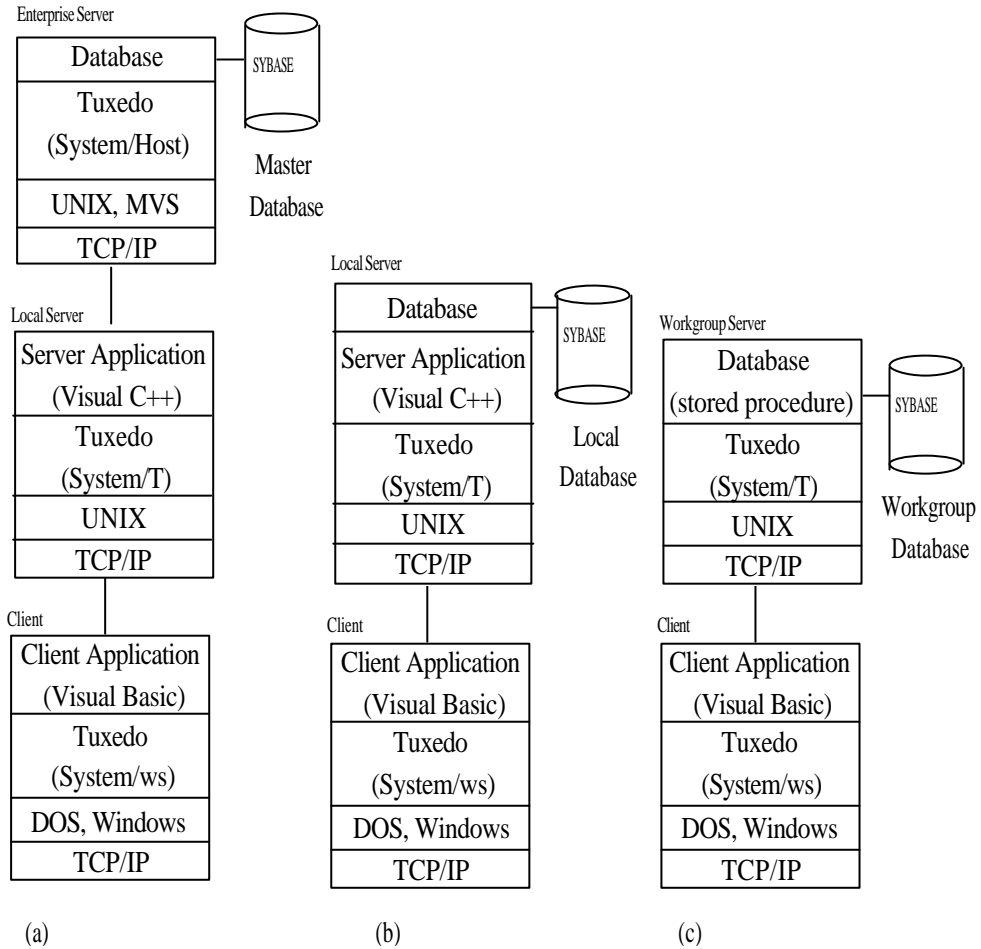 Enterprise Server
Database
Tuxedo
(System/Host)
UNIX, MVS
TCP/IP
SYBASE
Master
Database
Local Server
Server Application
(Visual C++)
Tuxedo
(System/T)
UNIX
TCP/IP
Client
Client Application
(Visual Basic)
Tuxedo
(System/ws)
DOS, Windows
TCP/IP
(a)
Local Server
Database
Server Application
(Visual C++)
Tuxedo
(System/T)
UNIX
TCP/IP
SYBASE
Local
Database
Client
Client Application
(Visual Basic)
Tuxedo
(System/ws)
DOS, Windows
TCP/IP
(b)
Workgroup Server
Database
(stored procedure)
Tuxedo
(System/T)
UNIX
TCP/IP
SYBASE
Workgroup
Database
Client
Client Application
(Visual Basic)
Tuxedo
(System/ws)
DOS, Windows
TCP/IP
(c)